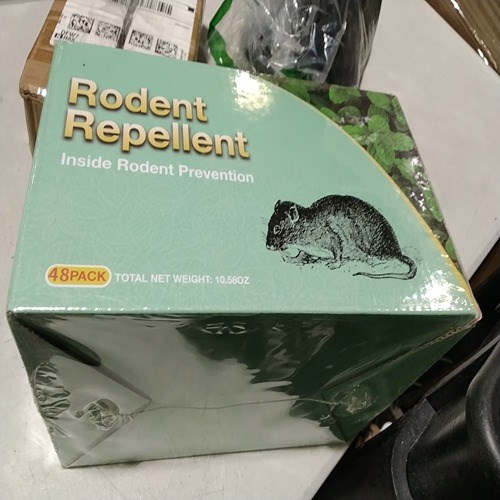 Rodent
Repellent
Inside Rodent Prevention
48PACK TOTAL NET WEIGHT: 10.58OZ